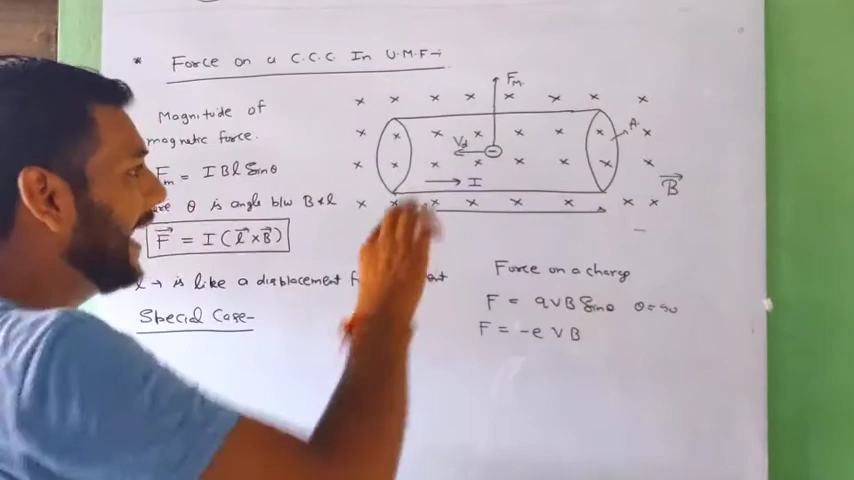 * Force on a C.C.C. In U.M.F→
Magnitude of
magnetic force.
Fm = IBl Sinθ
θ is angle b/w B & l
F = I(l×B)
l → is like a displacement
Special Case-
Fm
A
Vd
I
B
Force on a charge
F = qVB Sinθ θ=90
F = -e VB